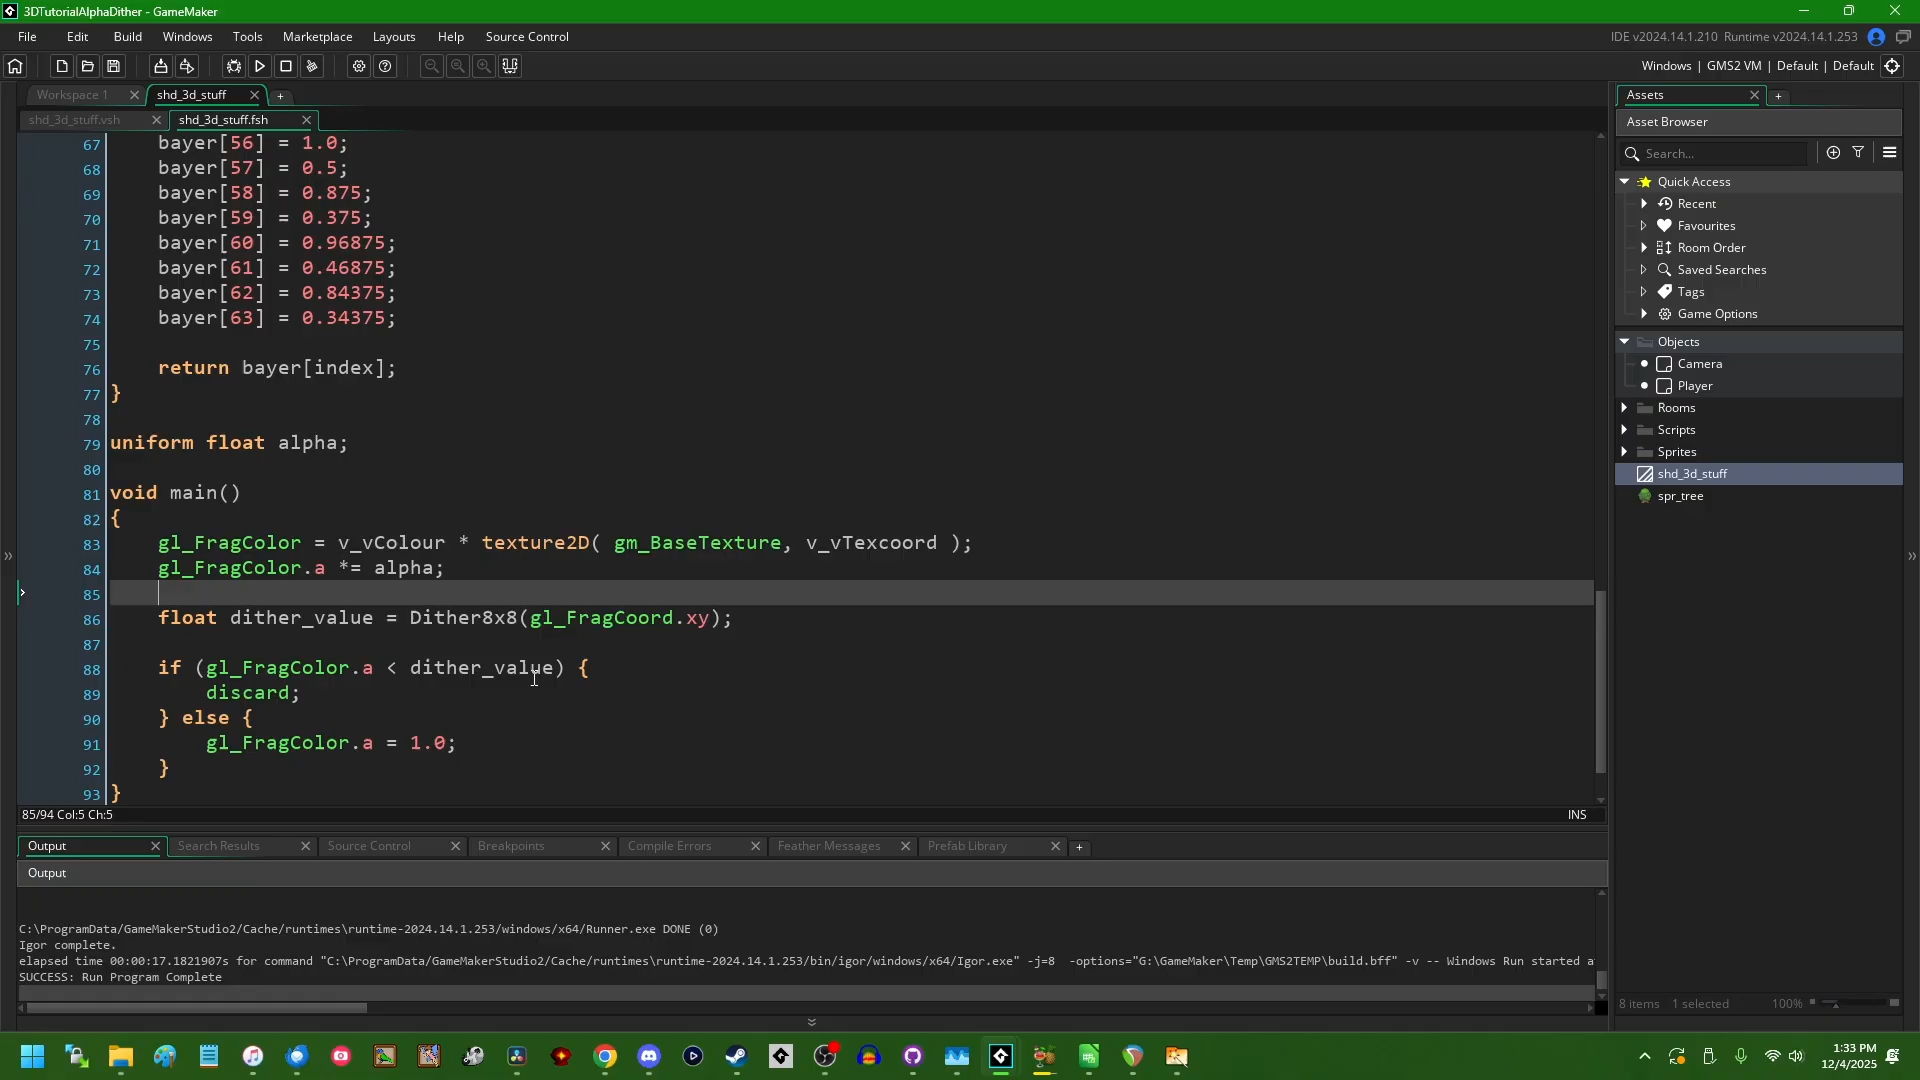 3DTutorialAlphaDither - GameMaker
File Edit Build Windows Tools Marketplace Layouts Help Source Control
IDE v2024.14.1.210 Runtime v2024.14.1.253
Windows | GMS2 VM | Default | Default
Workspace 1
shd_3d_stuff
shd_3d_stuff.vsh
shd_3d_stuff.fsh
67 bayer[56] = 1.0;
68 bayer[57] = 0.5;
69 bayer[58] = 0.875;
70 bayer[59] = 0.375;
71 bayer[60] = 0.96875;
72 bayer[61] = 0.46875;
73 bayer[62] = 0.84375;
74 bayer[63] = 0.34375;
75
76 return bayer[index];
77 }
78
79 uniform float alpha;
80
81 void main()
82 {
83 gl_FragColor = v_vColour * texture2D( gm_BaseTexture, v_vTexcoord );
84 gl_FragColor.a *= alpha;
85
86 float dither_value = Dither8x8(gl_FragCoord.xy);
87
88 if (gl_FragColor.a < dither_value) {
89 discard;
90 } else {
91 gl_FragColor.a = 1.0;
92 }
93 }
85/94 Col:5 Ch:5
INS
Output
Search Results
Source Control
Breakpoints
Compile Errors
Feather Messages
Prefab Library
Output
C:\ProgramData/GameMakerStudio2/Cache/runtimes\runtime-2024.14.1.253/windows/x64/Runner.exe DONE (0)
Igor complete.
elapsed time 00:00:17.1821907s for command "C:\ProgramData/GameMakerStudio2/Cache/runtimes\runtime-2024.14.1.253/bin/igor/windows/x64/Igor.exe" -j=8 -options="G:\GameMaker\Temp\GMS2TEMP\build.bff" -v -- Windows Run started a
SUCCESS: Run Program Complete
Assets
Asset Browser
Search...
Quick Access
Recent
Favourites
Room Order
Saved Searches
Tags
Game Options
Objects
Camera
Player
Rooms
Scripts
Sprites
shd_3d_stuff
spr_tree
8 items 1 selected 100%
1:33 PM
12/4/2025